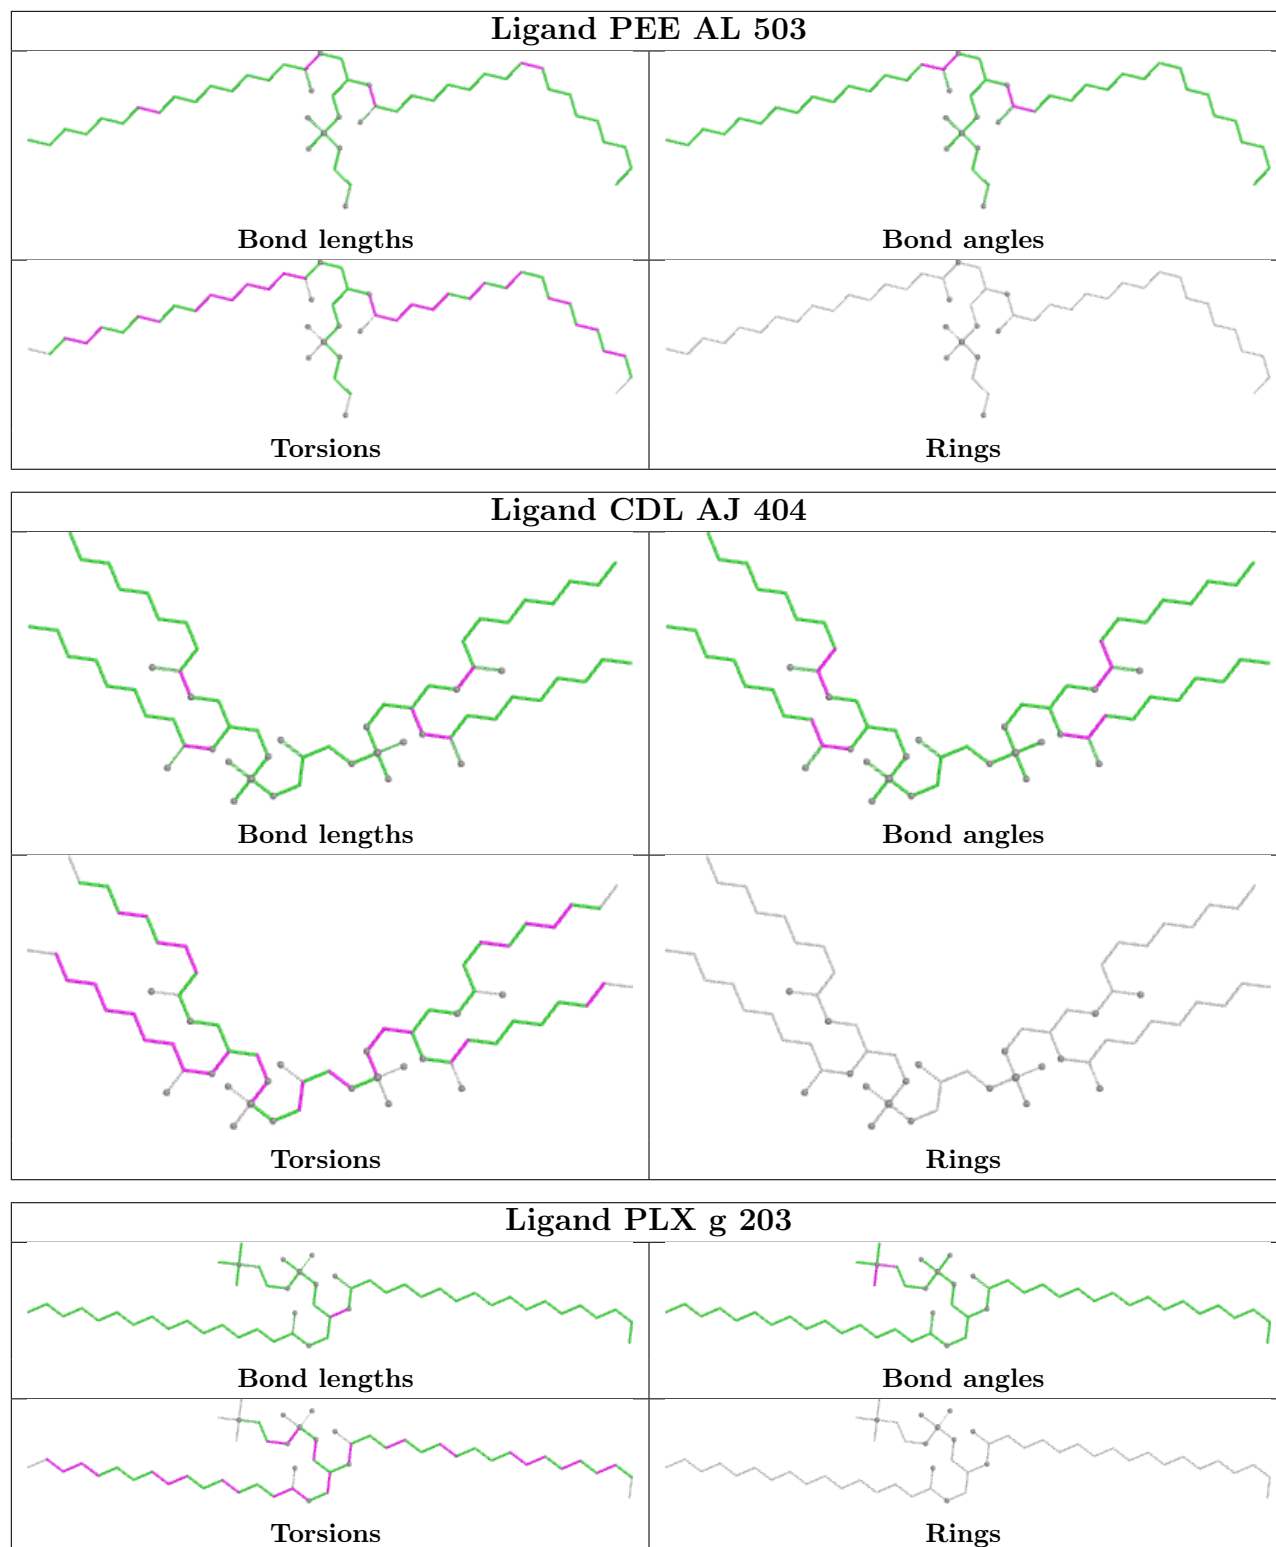 Ligand PEE AL 503
Bond lengths
Bond angles
Torsions
Rings
Ligand CDL AJ 404
Bond lengths
Bond angles
Torsions
Rings
Ligand PLX g 203
Bond lengths
Bond angles
Torsions
Rings